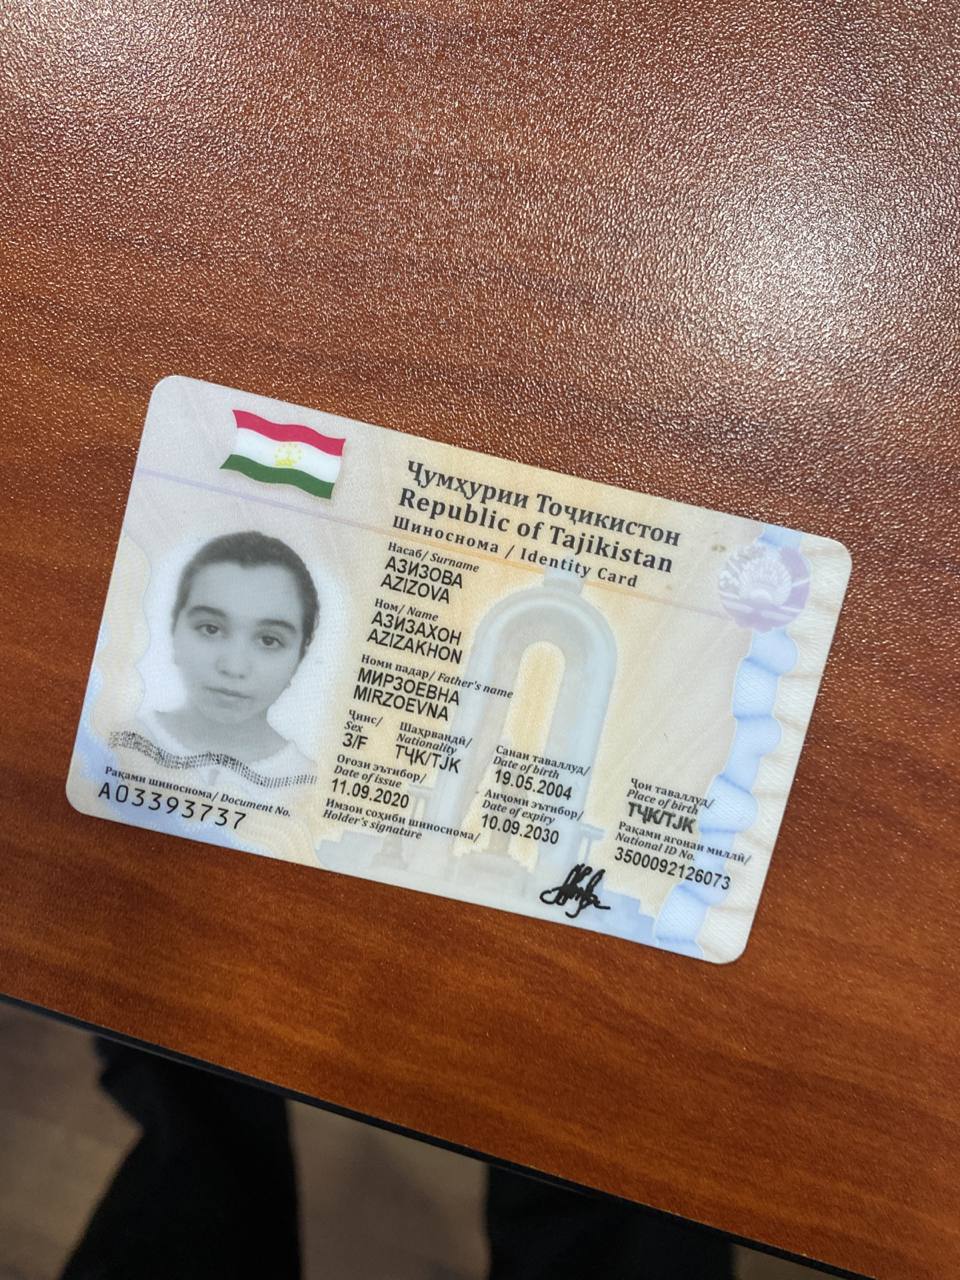 Ҷумҳурии Тоҷикистон
Republic of Tajikistan
Шиноснома / Identity Card
Насаб/ Surname
АЗИЗОВА
AZIZOVA
Ном/ Name
АЗИЗАХОН
AZIZAKHON
Номи падар/ Father's name
МИРЗОЕВНА
MIRZOEVNA
Ҷинс/
Sex
З/F
Шаҳрвандӣ/
Nationality
ТҶК/TJK
Санаи таваллуд/
Date of birth
19.05.2004
Ҷои таваллуд/
Place of birth
ТҶК/TJK
Оғози эътибор/
Date of issue
11.09.2020
Анҷоми эътибор/
Date of expiry
10.09.2030
Рақами ягонаи миллӣ/
National ID No.
3500092126073
Имзои соҳиби шиноснома/
Holder's signature
Рақами шиноснома/ Document No.
A03393737